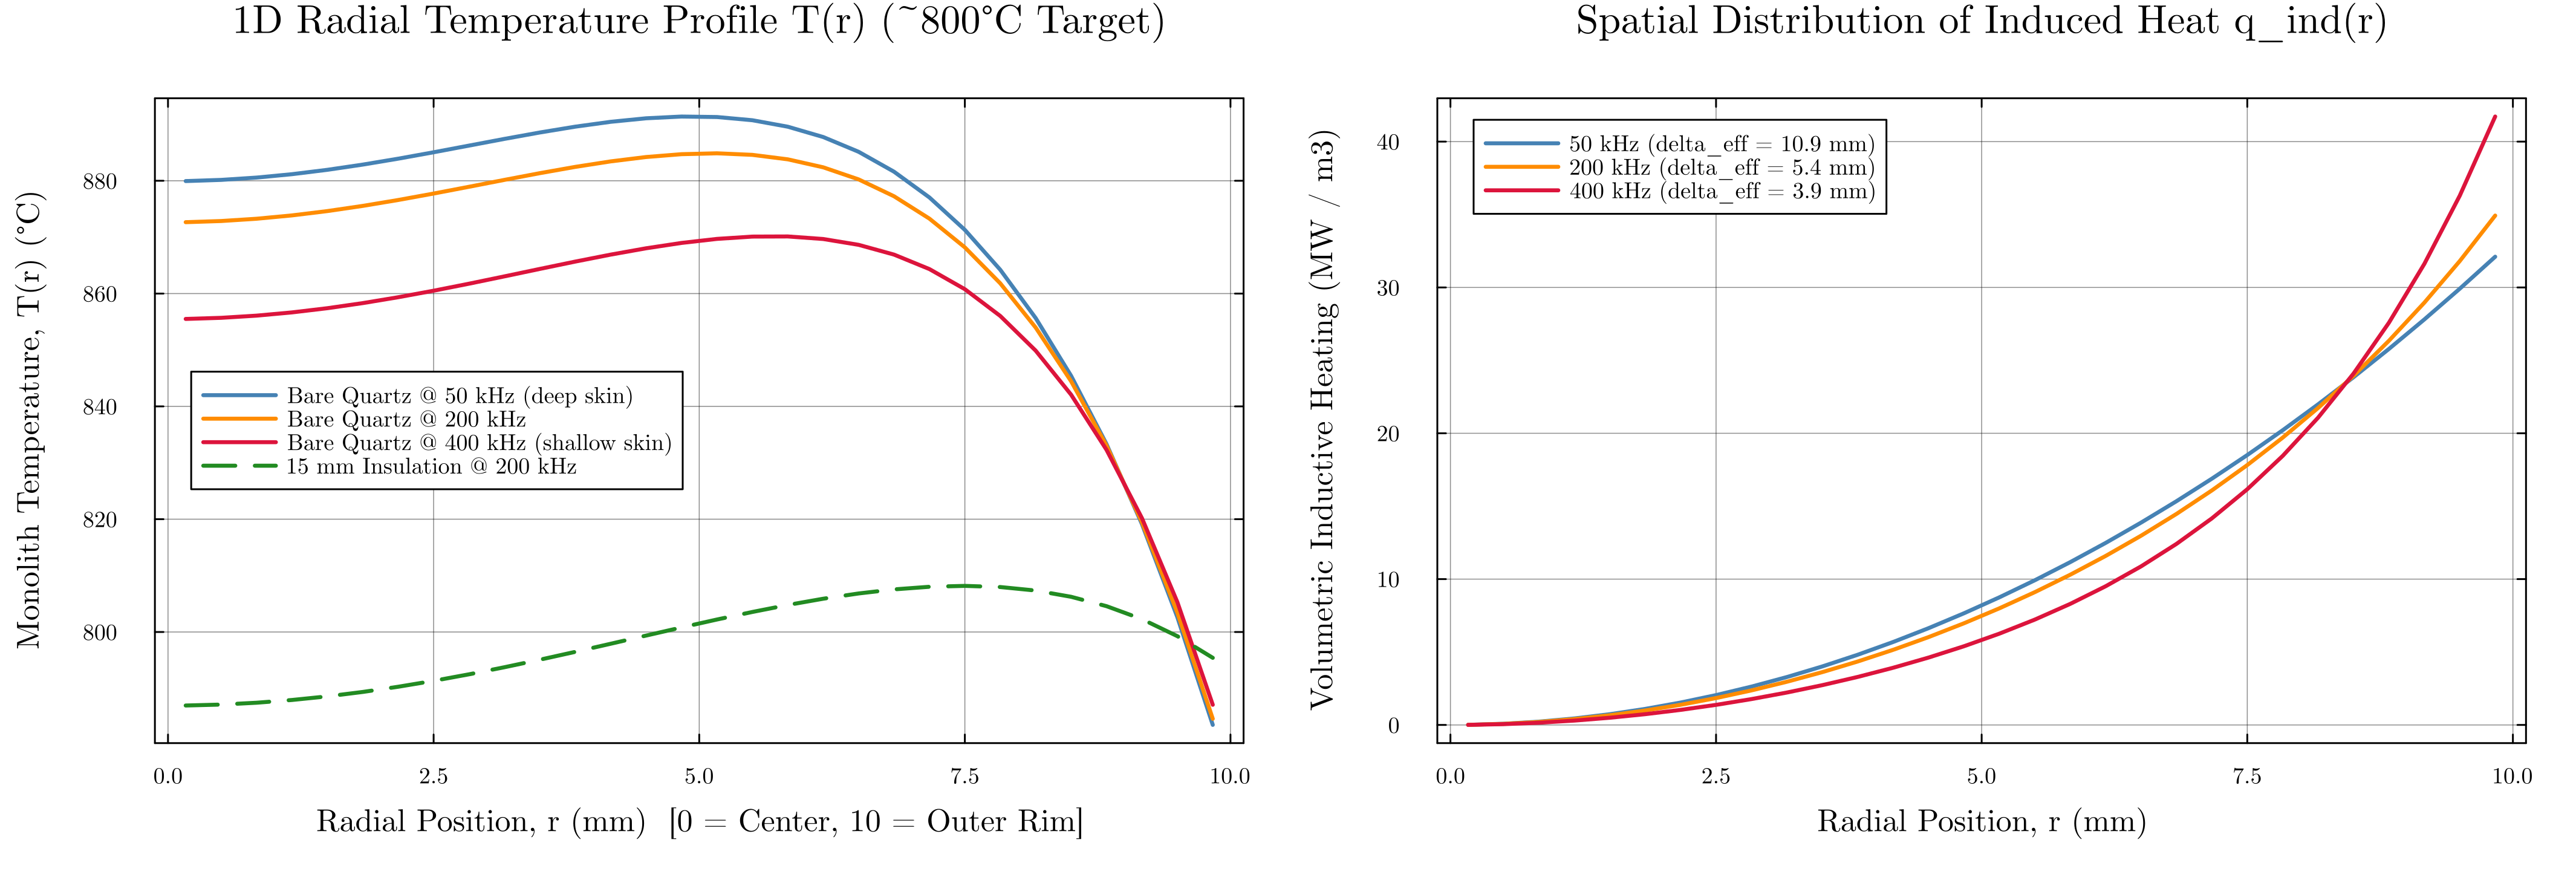 1D Radial Temperature Profile T(r) (~800°C Target)
Monolith Temperature, T(r) (°C)
880
860
840
820
800
Bare Quartz @ 50 kHz (deep skin)
Bare Quartz @ 200 kHz
Bare Quartz @ 400 kHz (shallow skin)
15 mm Insulation @ 200 kHz
0.0 2.5 5.0 7.5 10.0
Radial Position, r (mm) [0 = Center, 10 = Outer Rim]
Spatial Distribution of Induced Heat q_ind(r)
Volumetric Inductive Heating (MW / m3)
40
30
20
10
0
50 kHz (delta_eff = 10.9 mm)
200 kHz (delta_eff = 5.4 mm)
400 kHz (delta_eff = 3.9 mm)
0.0 2.5 5.0 7.5 10.0
Radial Position, r (mm)